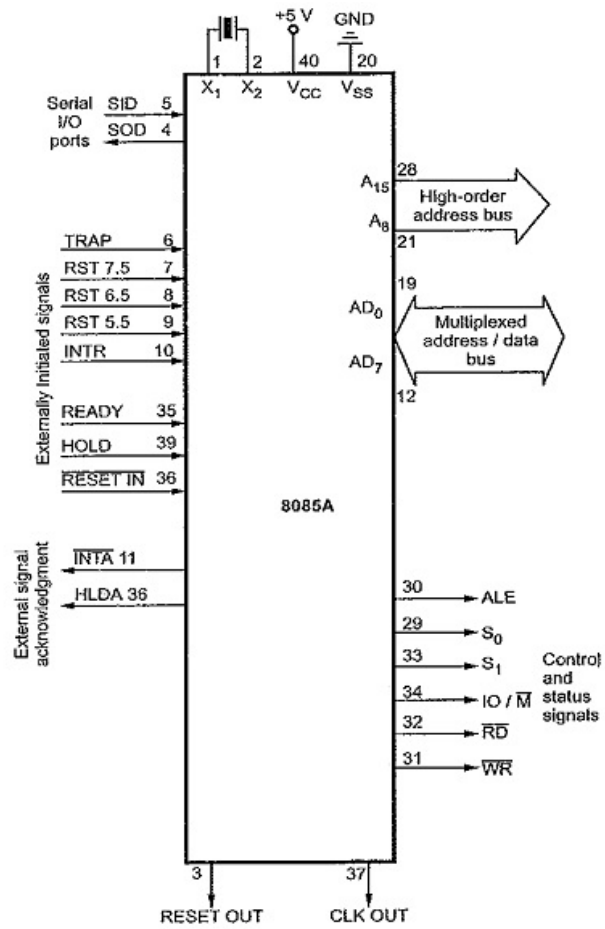 +5 V
GND
1
2
40
20
X1
X2
VCC
VSS
Serial
I/O
ports
SID 5
SOD 4
Externally Initiated signals
TRAP 6
RST 7.5 7
RST 6.5 8
RST 5.5 9
INTR 10
READY 35
HOLD 39
RESET IN 36
External signal
acknowledgment
INTA 11
HLDA 36
8085A
28
A15
A8
21
High-order
address bus
19
AD0
AD7
12
Multiplexed
address / data
bus
30 ALE
29 S0
33 S1
34 IO / M
32 RD
31 WR
Control
and
status
signals
3
37
RESET OUT
CLK OUT